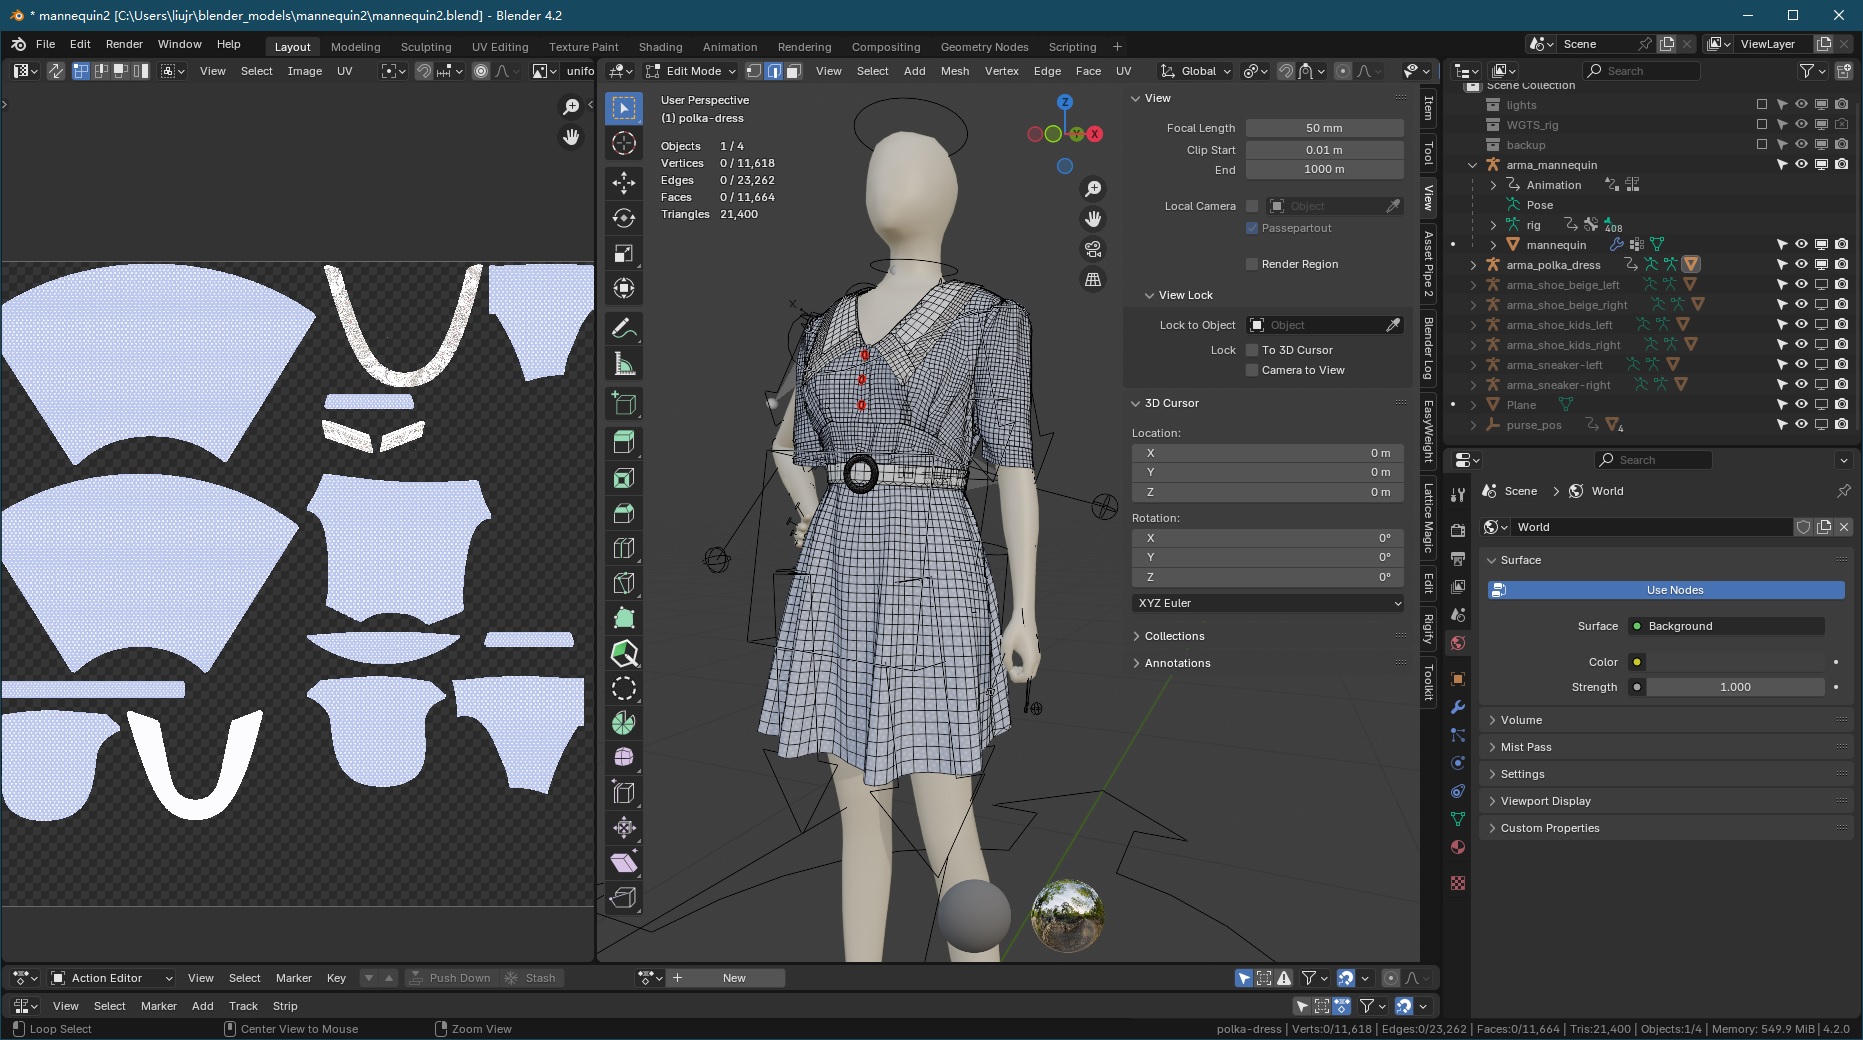 * mannequin2 [C:\Users\liujr\blender_models\mannequin2\mannequin2.blend] - Blender 4.2
File Edit Render Window Help Layout Modeling Sculpting UV Editing Texture Paint Shading Animation Rendering Compositing Geometry Nodes Scripting + Scene ViewLayer
View Select Image UV unifo
Edit Mode View Select Add Mesh Vertex Edge Face UV Global
Search
User Perspective
(1) polka-dress
Objects 1 / 4
Vertices 0 / 11,618
Edges 0 / 23,262
Faces 0 / 11,664
Triangles 21,400
Z
Y
X
View
Focal Length 50 mm
Clip Start 0.01 m
End 1000 m
Local Camera Object
Passepartout
Render Region
View Lock
Lock to Object Object
Lock To 3D Cursor
Camera to View
3D Cursor
Location:
X 0 m
Y 0 m
Z 0 m
Rotation:
X 0°
Y 0°
Z 0°
XYZ Euler
Collections
Annotations
Item
Tool
View
Asset Pipe 2
Blender Log
EasyWeight
Lattice Magic
Edit
Rigify
Toolkit
Scene Collection
lights
WGTS_rig
backup
arma_mannequin
Animation
Pose
rig 408
mannequin
arma_polka_dress
arma_shoe_beige_left
arma_shoe_beige_right
arma_shoe_kids_left
arma_shoe_kids_right
arma_sneaker-left
arma_sneaker-right
Plane
purse_pos 4
Search
Scene > World
World
Surface
Use Nodes
Surface Background
Color
Strength 1.000
Volume
Mist Pass
Settings
Viewport Display
Custom Properties
Action Editor View Select Marker Key Push Down Stash + New
View Select Marker Add Track Strip
Loop Select Center View to Mouse Zoom View polka-dress | Verts:0/11,618 | Edges:0/23,262 | Faces:0/11,664 | Tris:21,400 | Objects:1/4 | Memory: 549.9 MiB | 4.2.0